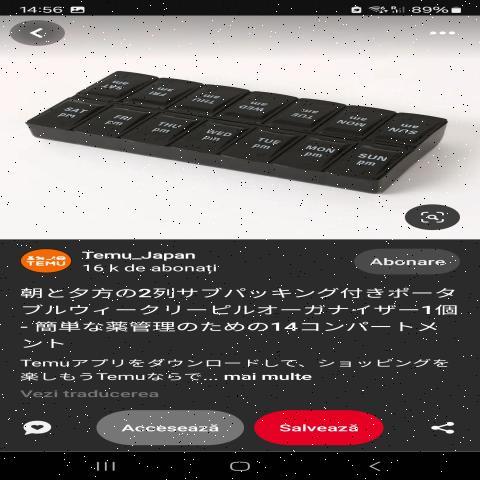 14:56 89%
SAT am FRI am THU am WED am TUE am MON am SUN am
SAT pm FRI pm THU pm WED pm TUE pm MON pm SUN pm
TEMU
Temu_Japan
16 k de abonați
Abonare
朝と夕方の2列サブパッキング付きポータ
ブルウィークリーピルオーガナイザー1個
- 簡単な薬管理のための14コンパートメ
ント
Temuアプリをダウンロードして、ショッピングを
楽しもうTemuならで... mai multe
Vezi traducerea
Accesează
Salvează